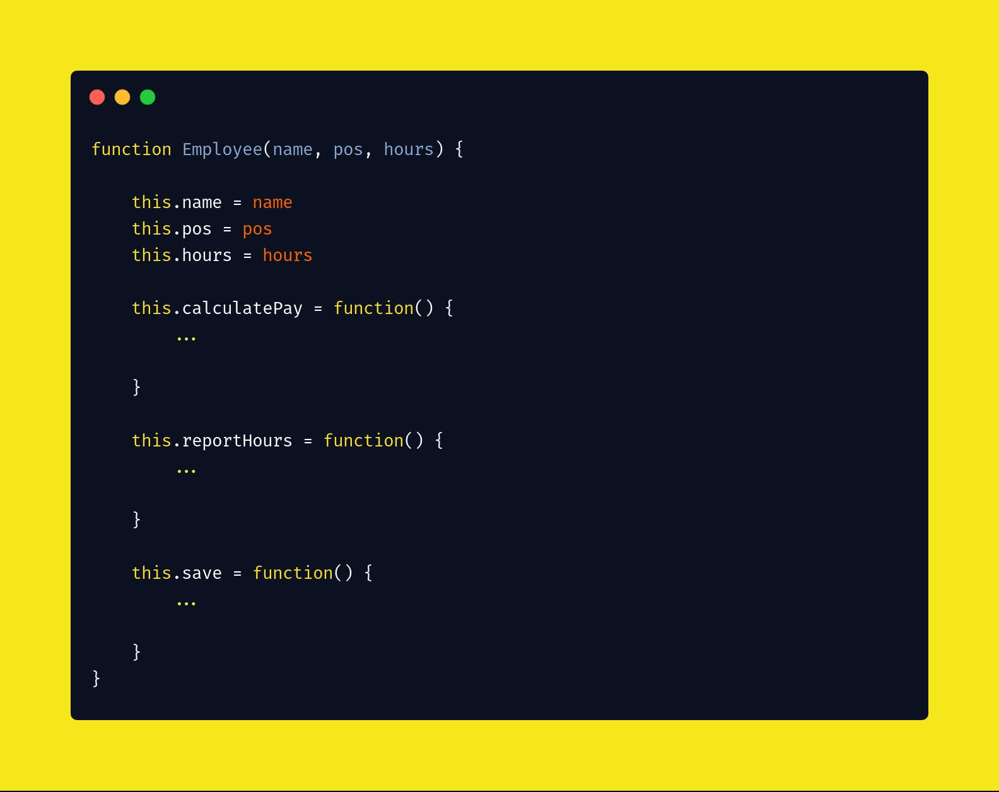 function Employee(name, pos, hours) {
this.name = name
this.pos = pos
this.hours = hours
this.calculatePay = function() {
...
}
this.reportHours = function() {
...
}
this.save = function() {
...
}
}